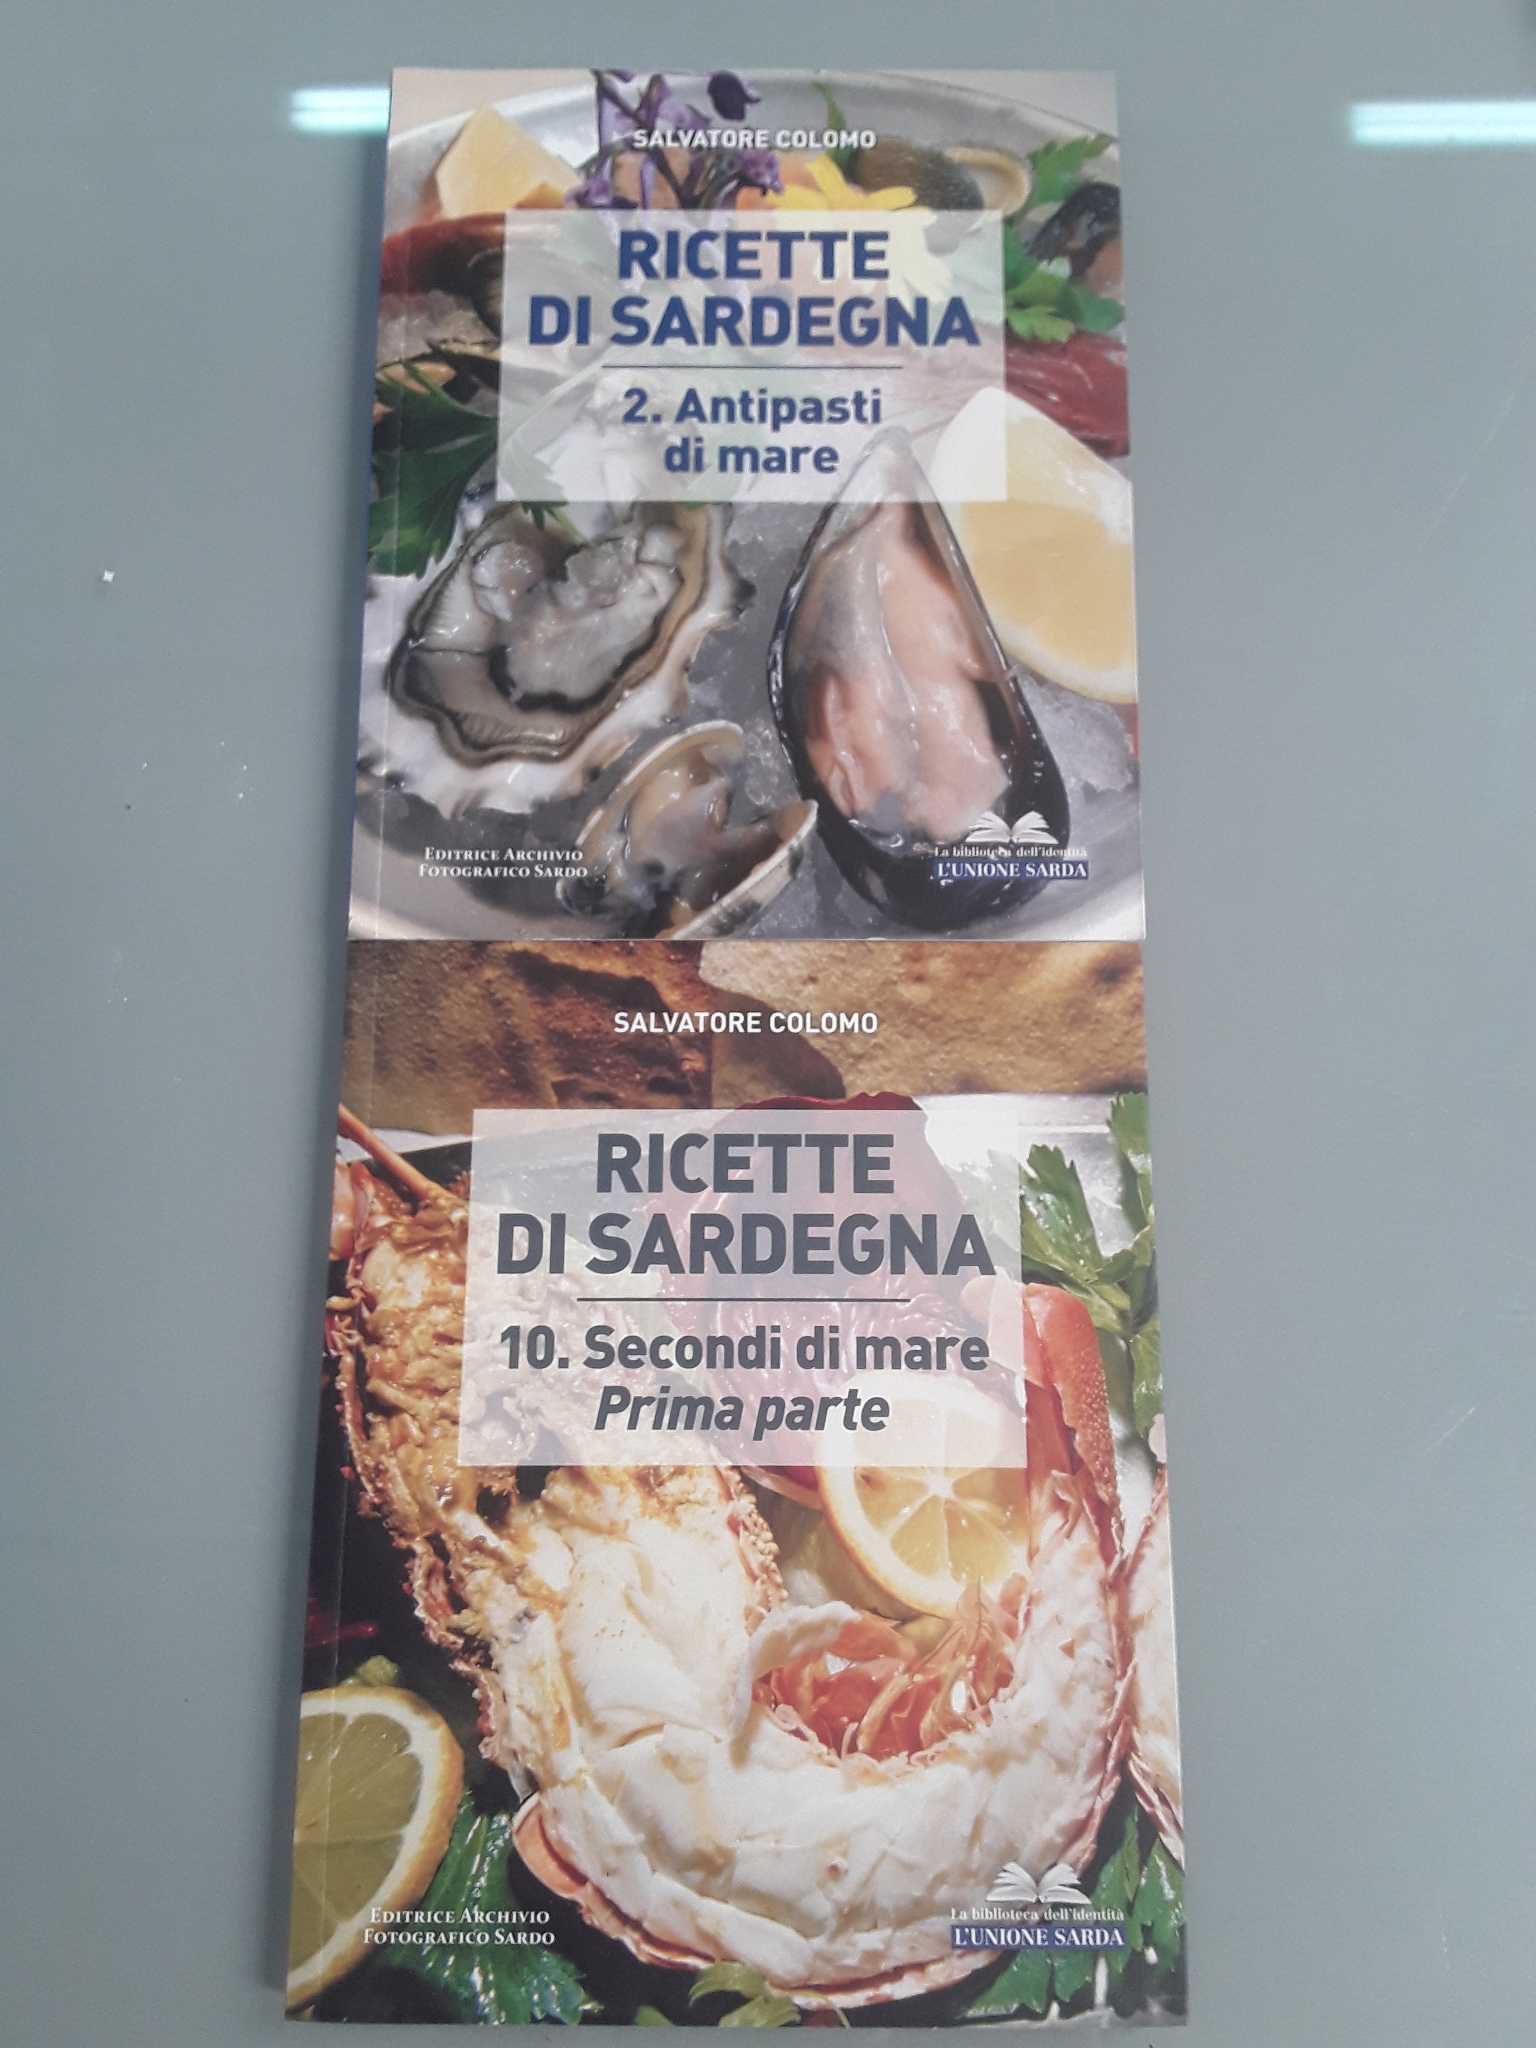 SALVATORE COLOMO
RICETTE
DI SARDEGNA
2. Antipasti
di mare
EDITRICE ARCHIVIO
FOTOGRAFICO SARDO
La biblioteca dell'identità
L'UNIONE SARDA
SALVATORE COLOMO
RICETTE
DI SARDEGNA
10. Secondi di mare
Prima parte
EDITRICE ARCHIVIO
FOTOGRAFICO SARDO
La biblioteca dell'identità
L'UNIONE SARDA